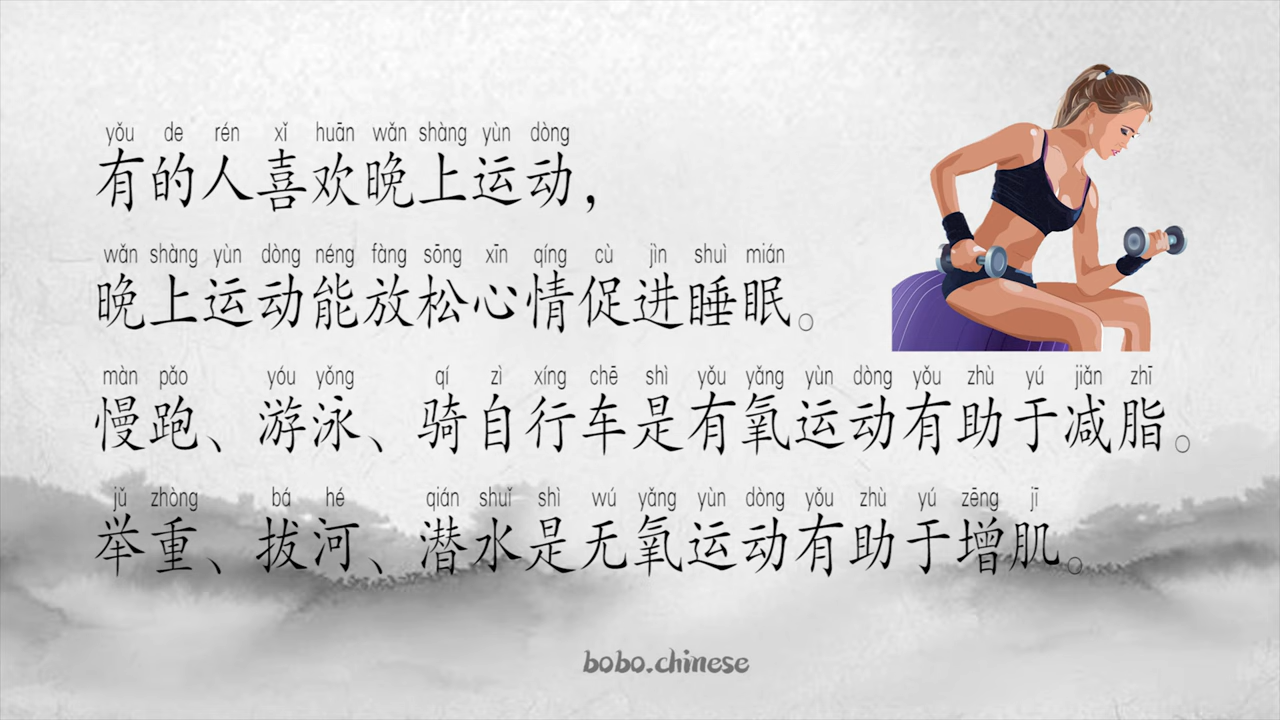 yǒu de rén xǐ huān wǎn shàng yùn dòng
有的人喜欢晚上运动，
wǎn shàng yùn dòng néng fàng sōng xīn qíng cù jìn shuì mián
晚上运动能放松心情促进睡眠。
màn pǎo yóu yǒng qí zì xíng chē shì yǒu yǎng yùn dòng yǒu zhù yú jiǎn zhī
慢跑、游泳、骑自行车是有氧运动有助于减脂。
jǔ zhòng bá hé qián shuǐ shì wú yǎng yùn dòng yǒu zhù yú zēng jī
举重、拔河、潜水是无氧运动有助于增肌。
bobo.chinese